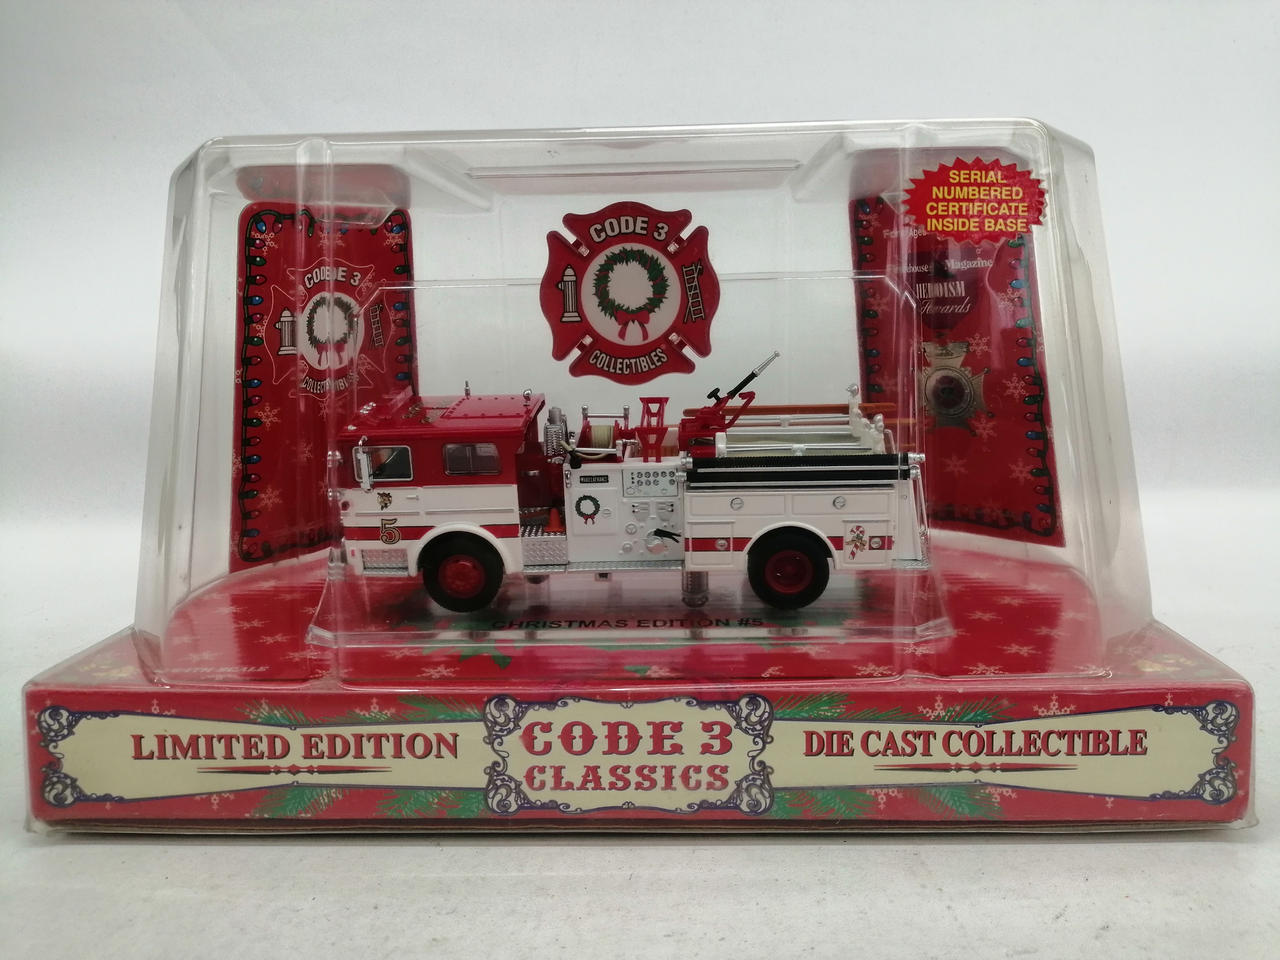 SERIAL
NUMBERED
CERTIFICATE
INSIDE BASE
CODE 3
COLLECTIBLES
CODE 3
COLLECTIBLES
Magazine
HEROISM
Awards
5
CHRISTMAS EDITION #5
LIMITED EDITION
CODE 3
CLASSICS
DIE CAST COLLECTIBLE